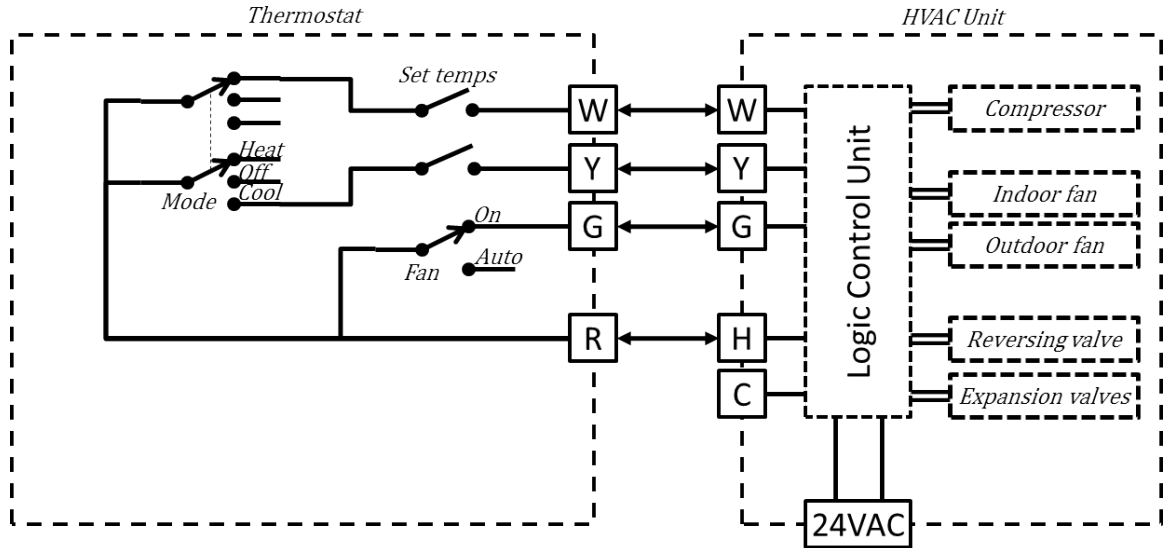 Thermostat
HVAC Unit
Set temps
W
W
Compressor
Heat
Off
Cool
Mode
Y
Y
Indoor fan
On
G
G
Outdoor fan
Auto
Fan
R
H
Reversing valve
C
Expansion valves
Logic Control Unit
24VAC